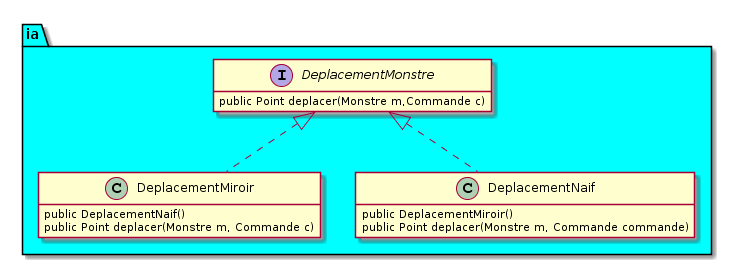 ia
I DeplacementMonstre
public Point deplacer(Monstre m,Commande c)
C DeplacementMiroir
public DeplacementNaif()
public Point deplacer(Monstre m, Commande c)
C DeplacementNaif
public DeplacementMiroir()
public Point deplacer(Monstre m, Commande commande)